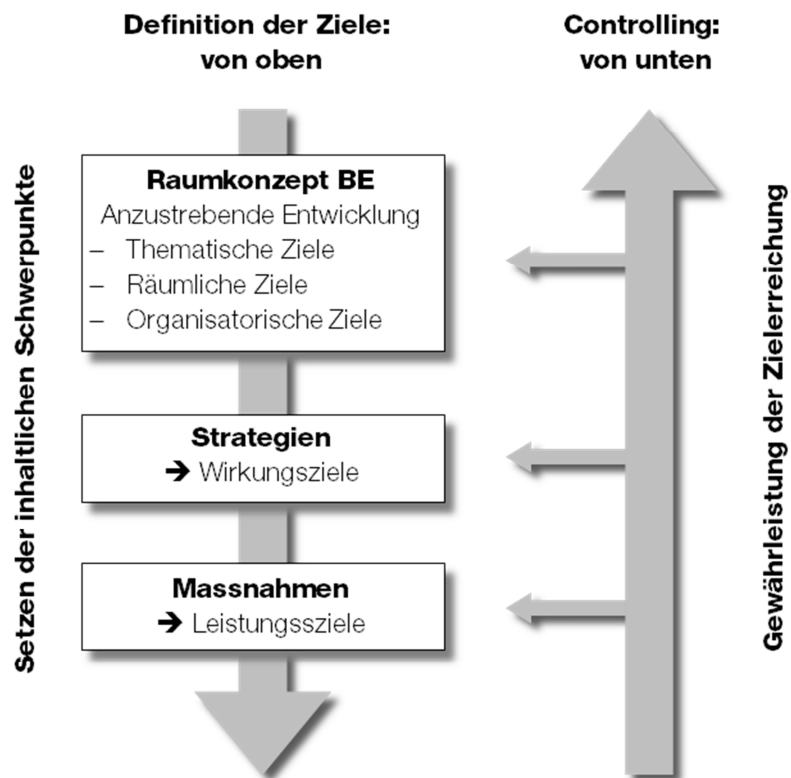 Definition der Ziele:
von oben
Controlling:
von unten
Setzen der inhaltlichen Schwerpunkte
Raumkonzept BE
Anzustrebende Entwicklung
– Thematische Ziele
– Räumliche Ziele
– Organisatorische Ziele
Strategien
➔ Wirkungsziele
Massnahmen
➔ Leistungssziele
Gewährleistung der Zielerreichung